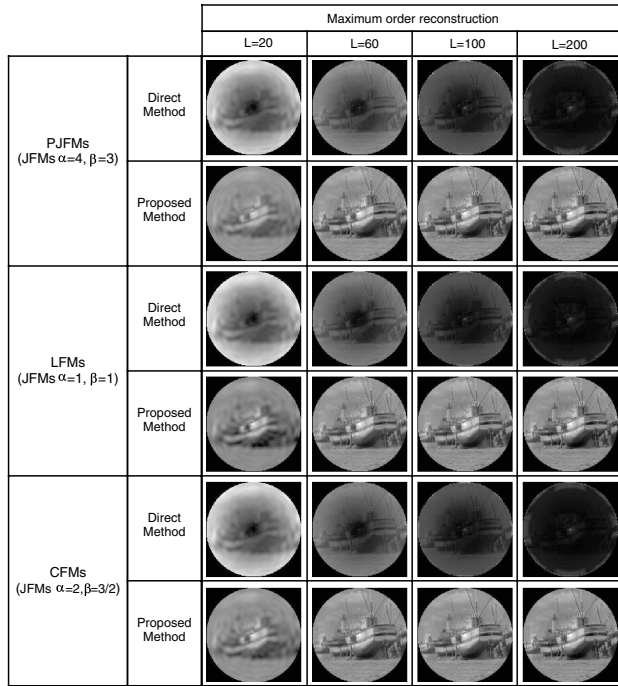 Maximum order reconstruction
L=20 L=60 L=100 L=200
PJFMs
(JFMs α=4, β=3)
Direct
Method
Proposed
Method
LFMs
(JFMs α=1, β=1)
Direct
Method
Proposed
Method
CFMs
(JFMs α=2,β=3/2)
Direct
Method
Proposed
Method